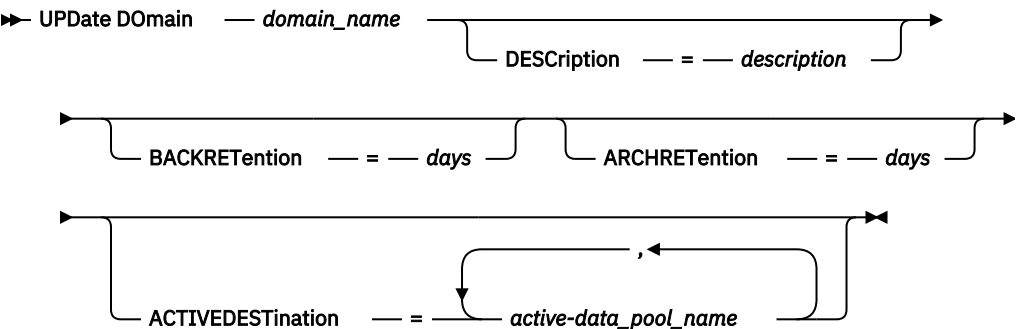 UPDate DOmain domain_name
DESCription = description
BACKRETention = days ARCHRETention = days
,
ACTIVEDESTination = active-data_pool_name